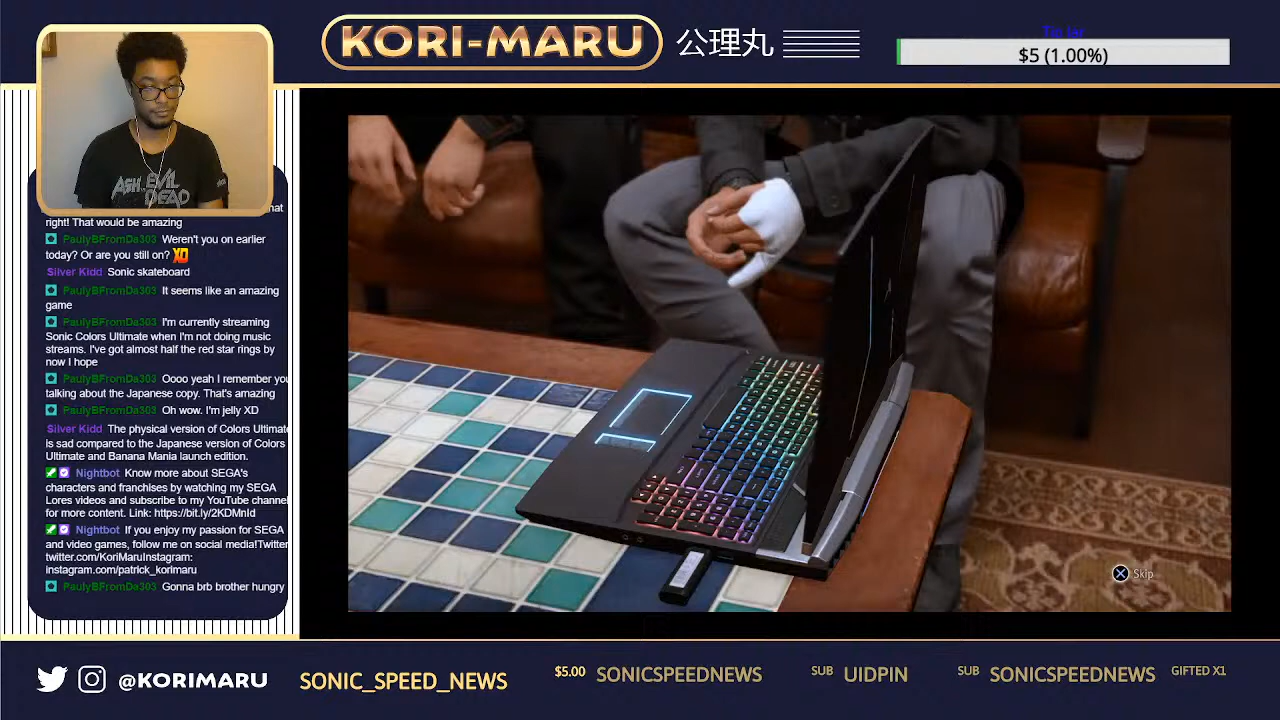 KORI-MARU 公理丸
Tip Jar
$5 (1.00%)
ASH EVIL
DEAD
hat
right! That would be amazing
PaulyBFromDa303 Weren't you on earlier
today? Or are you still on? XD
Silver Kidd Sonic skateboard
PaulyBFromDa303 It seems like an amazing
game
PaulyBFromDa303 I'm currently streaming
Sonic Colors Ultimate when I'm not doing music
streams. I've got almost half the red star rings by
now I hope
PaulyBFromDa303 Oooo yeah I remember you
talking about the Japanese copy. That's amazing
PaulyBFromDa303 Oh wow. I'm jelly XD
Silver Kidd The physical version of Colors Ultimate
is sad compared to the Japanese version of Colors
Ultimate and Banana Mania launch edition.
Nightbot Know more about SEGA's
characters and franchises by watching my SEGA
Lores videos and subscribe to my YouTube channel
for more content. Link: https://bit.ly/2KDMnId
Nightbot If you enjoy my passion for SEGA
and video games, follow me on social media!Twitter:
twitter.com/KoriMaruInstagram:
instagram.com/patrick_korimaru
PaulyBFromDa303 Gonna brb brother hungry
Skip
@KORIMARU
SONIC_SPEED_NEWS
$5.00 SONICSPEEDNEWS
SUB UIDPIN
SUB SONICSPEEDNEWS GIFTED X1